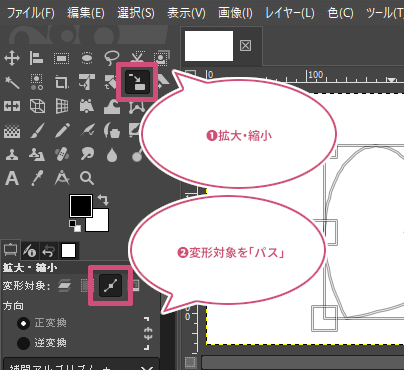 ファイル(F) 編集(E) 選択(S) 表示(V) 画像(I) レイヤー(L) 色(C) ツール(T)
0 100
❶拡大・縮小
❷変形対象を「パス」
拡大・縮小
変形対象:
方向
正変換
逆変換
補間アルゴリズム
0